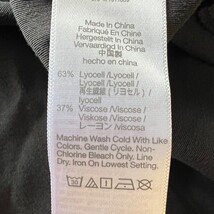 Made In China
Fabriqué En China
Hergestellt In China
Vervaardigd In China
中国製
hecho en china
63% Lyocell /Lyocell /
Lyocell /Lyocell/
再生繊維 (リヨセル)
/Lyocell
37% Viscose /Viscose/
Viskose /Viscose/
レーヨン /Viscosa
Machine Wash Cold With Like
Colors, Gentle Cycle. Non-
Chlorine Bleach Only. Line
Dry. Iron On Lowest Setting.